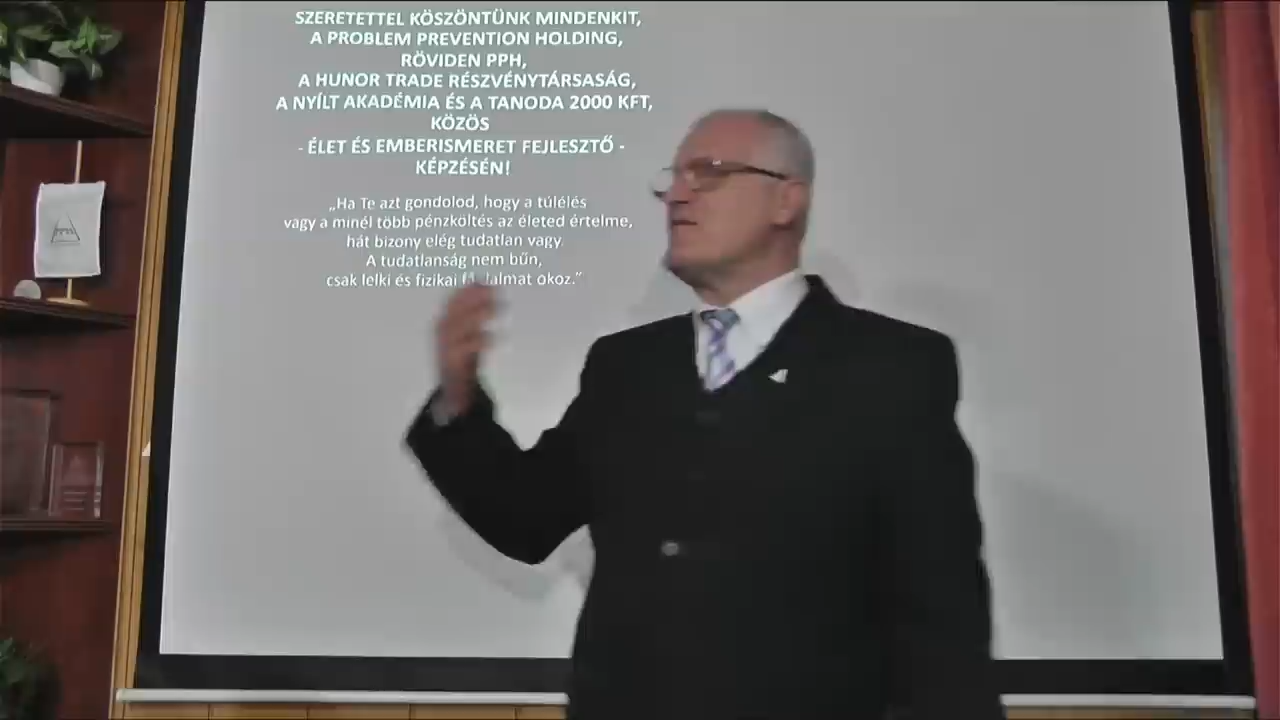 SZERETETTEL KÖSZÖNTÜNK MINDENKIT,
A PROBLEM PREVENTION HOLDING,
RÖVIDEN PPH,
A HUNOR TRADE RÉSZVÉNYTÁRSASÁG,
A NYÍLT AKADÉMIA ÉS A TANODA 2000 KFT,
KÖZÖS
- ÉLET ÉS EMBERISMERET FEJLESZTŐ -
KÉPZÉSÉN!
„Ha Te azt gondolod, hogy a túlélés
vagy a minél több pénzköltés az életed értelme,
hát bizony elég tudatlan vagy.
A tudatlanság nem bűn,
csak lelki és fizikai okoz.”